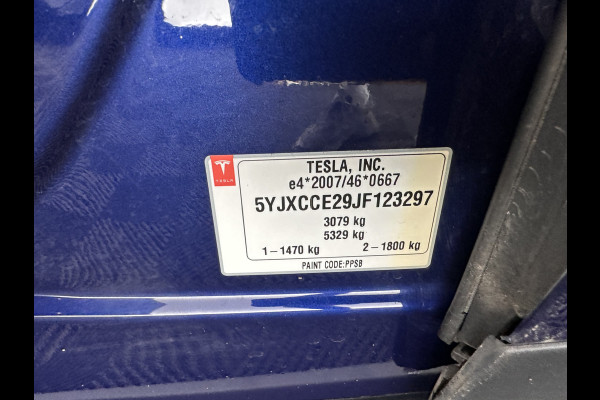 TESLA
TESLA, INC.
e4*2007/46*0667
5YJXCCE29JF123297
3079 kg
5329 kg
1–1470 kg 2–1800 kg
PAINT CODE:PPSB